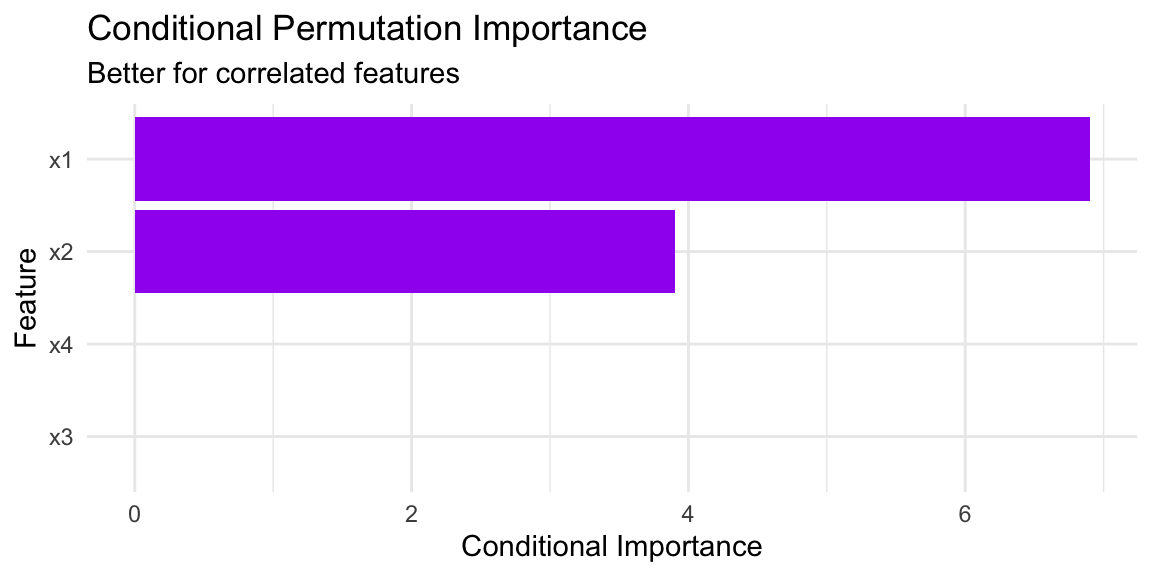 Conditional Permutation Importance
Better for correlated features
Feature
x1
x2
x4
x3
0 2 4 6
Conditional Importance